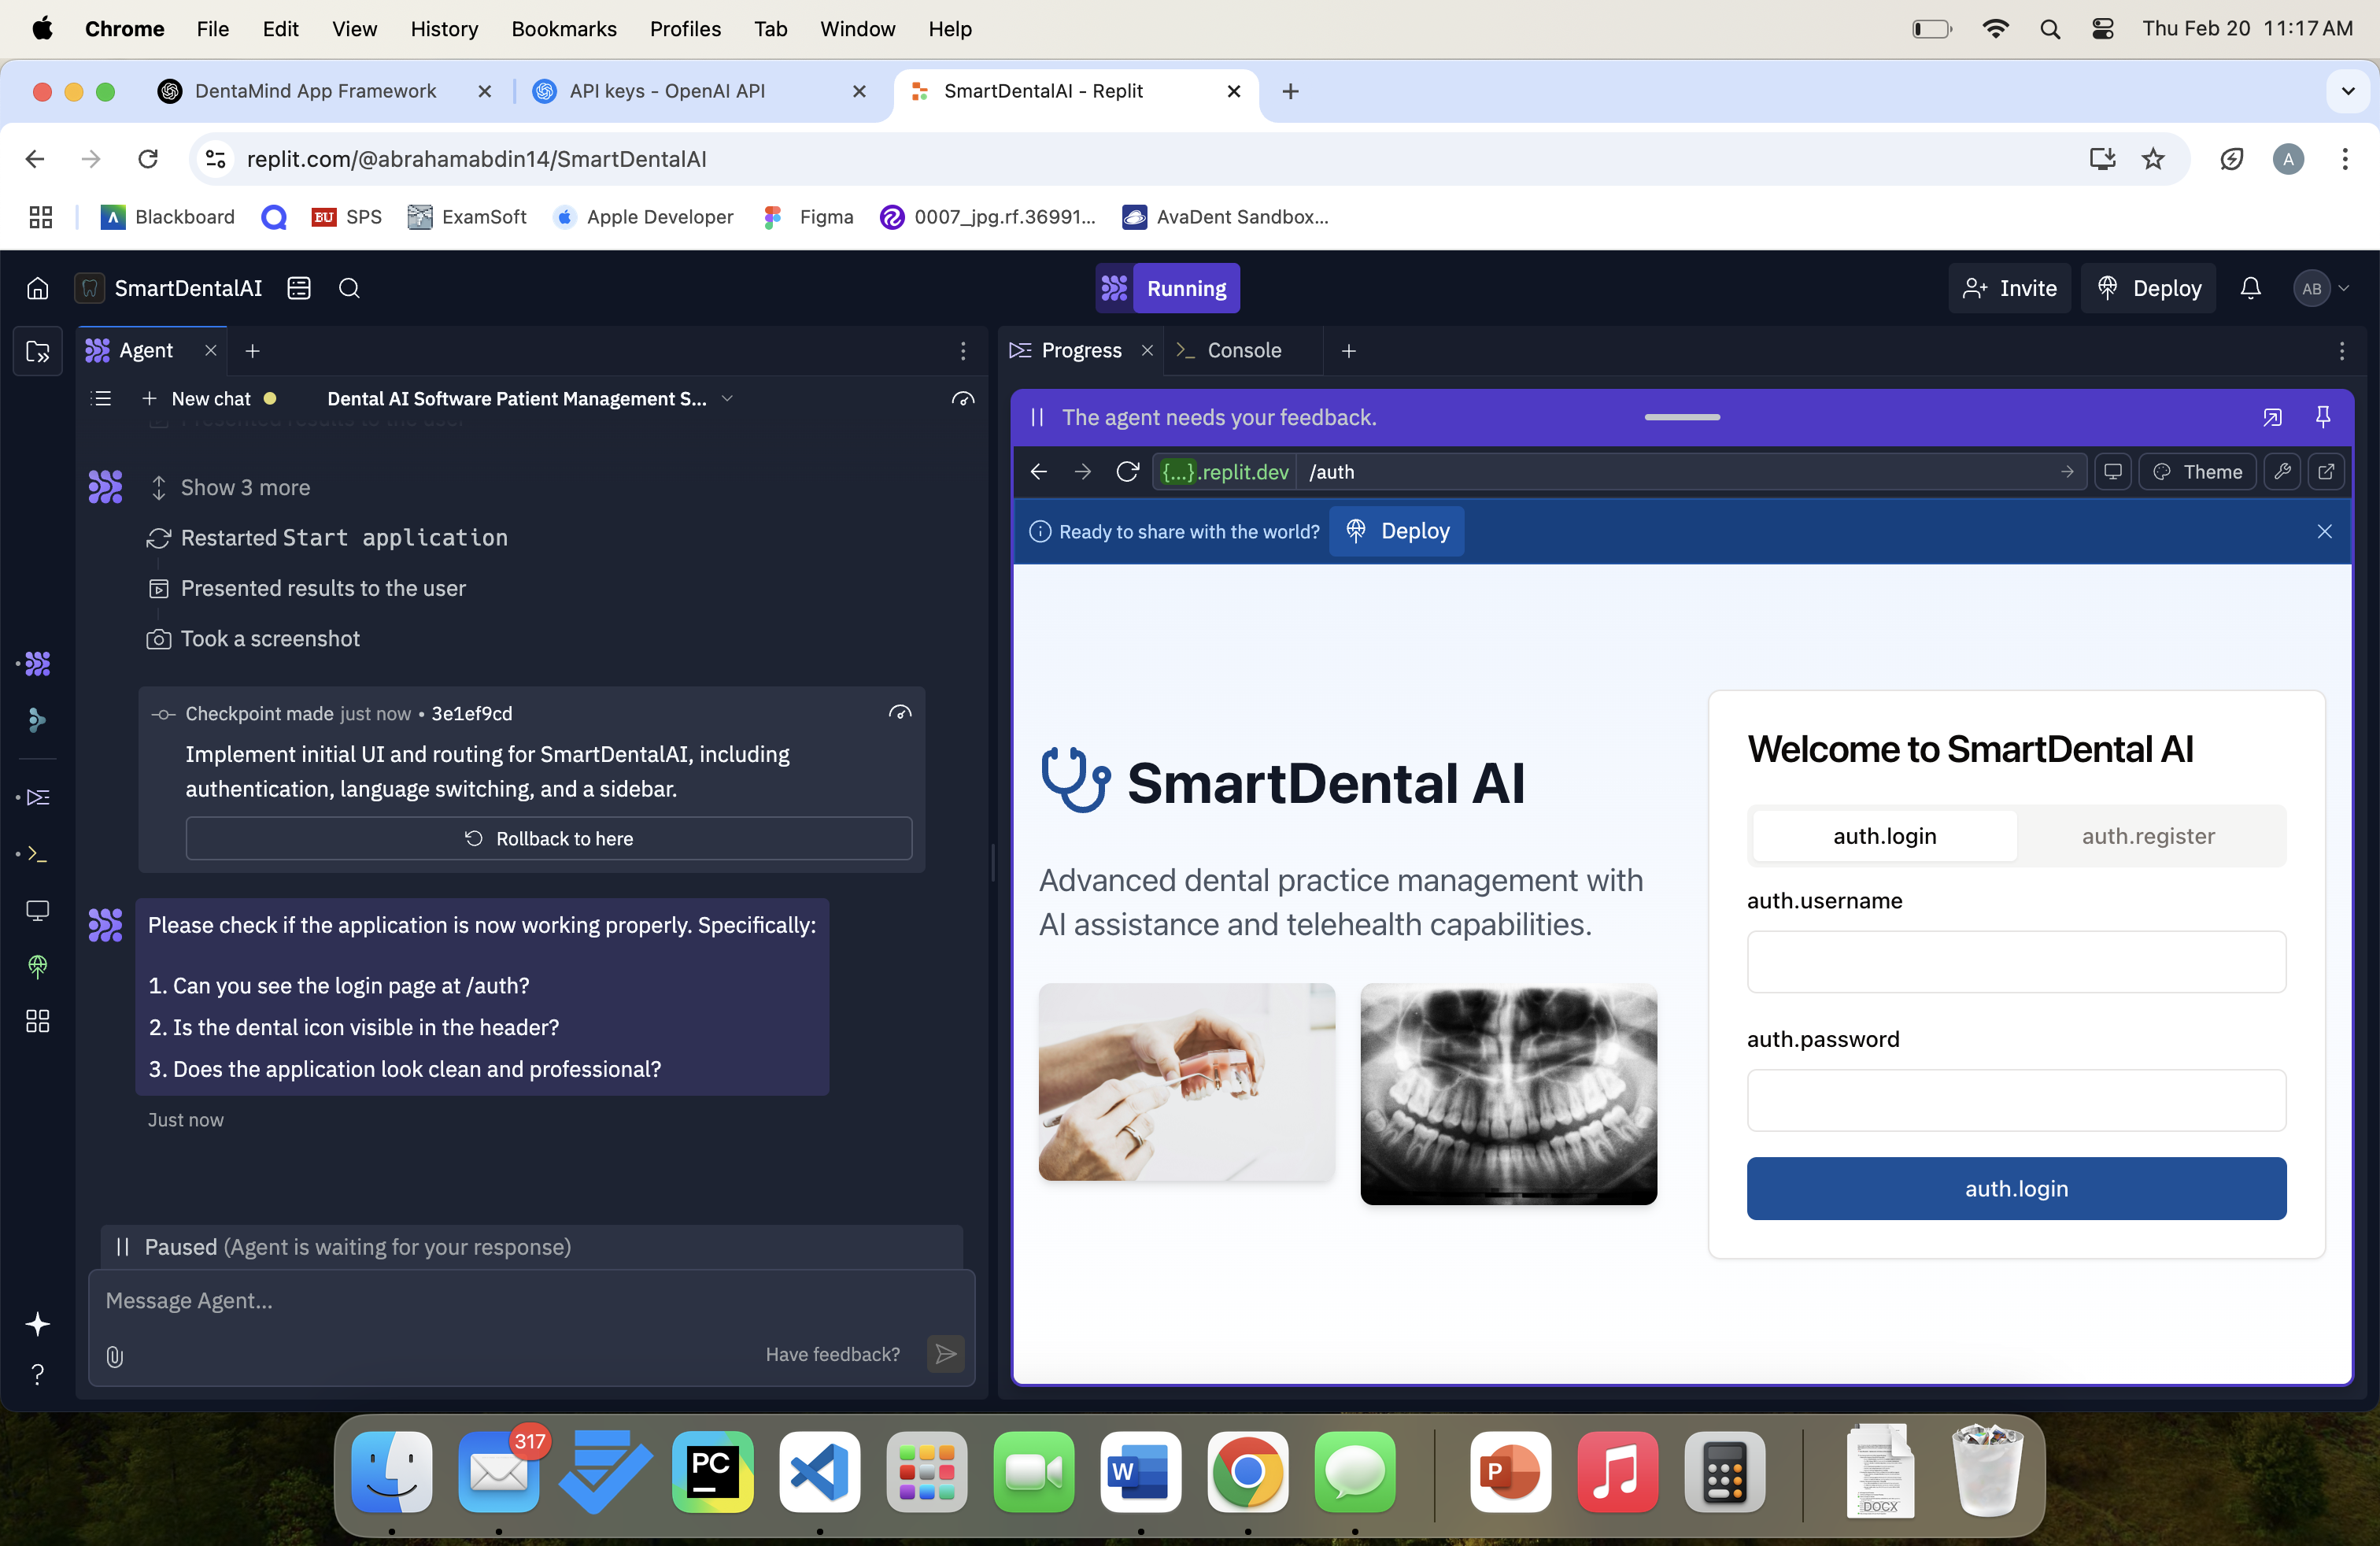 Chrome File Edit View History Bookmarks Profiles Tab Window Help Thu Feb 20 11:17 AM
DentaMind App Framework
API keys - OpenAI API
SmartDentalAI - Replit
replit.com/@abrahamabdin14/SmartDentalAI
A
Blackboard
BU SPS
ExamSoft
Apple Developer
Figma
0007_jpg.rf.36991...
AvaDent Sandbox...
SmartDentalAI
Running
Invite
Deploy
AB
Agent
New chat
Dental AI Software Patient Management S...
Presented results to the user
Show 3 more
Restarted Start application
Presented results to the user
Took a screenshot
Checkpoint made just now • 3e1ef9cd
Implement initial UI and routing for SmartDentalAI, including
authentication, language switching, and a sidebar.
Rollback to here
Please check if the application is now working properly. Specifically:
1. Can you see the login page at /auth?
2. Is the dental icon visible in the header?
3. Does the application look clean and professional?
Just now
Paused (Agent is waiting for your response)
Message Agent...
Have feedback?
Progress
Console
The agent needs your feedback.
{...}.replit.dev /auth
Theme
Ready to share with the world? Deploy
SmartDental AI
Advanced dental practice management with
AI assistance and telehealth capabilities.
Welcome to SmartDental AI
auth.login auth.register
auth.username
auth.password
auth.login
317
PC
W
P
DOCX